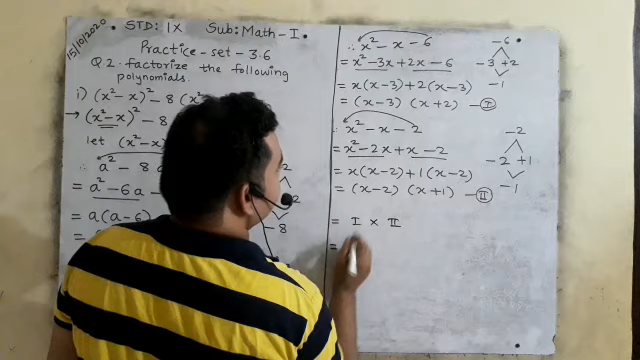 15/10/2020
• STD: IX Sub: Math-I.
Practice-set-3.6
Q.2. factorize the following
polynomials.
i) (x²-x)² - 8 (x²
→ (x²-x)² - 8
let (x²-x)
∴ a² - 8
= a² - 6a
= a(a-6)
=
2
-8
∴ x² - x - 6
= x² - 3x + 2x - 6
= x(x-3) + 2(x-3)
= (x-3) (x+2) - Ⓘ
-6
-3 +2
-1
∴ x² - x - 2
= x² - 2x + x - 2
= x(x-2) + 1(x-2)
= (x-2) (x+1) - II
-2
-2 +1
-1
= I × II
=